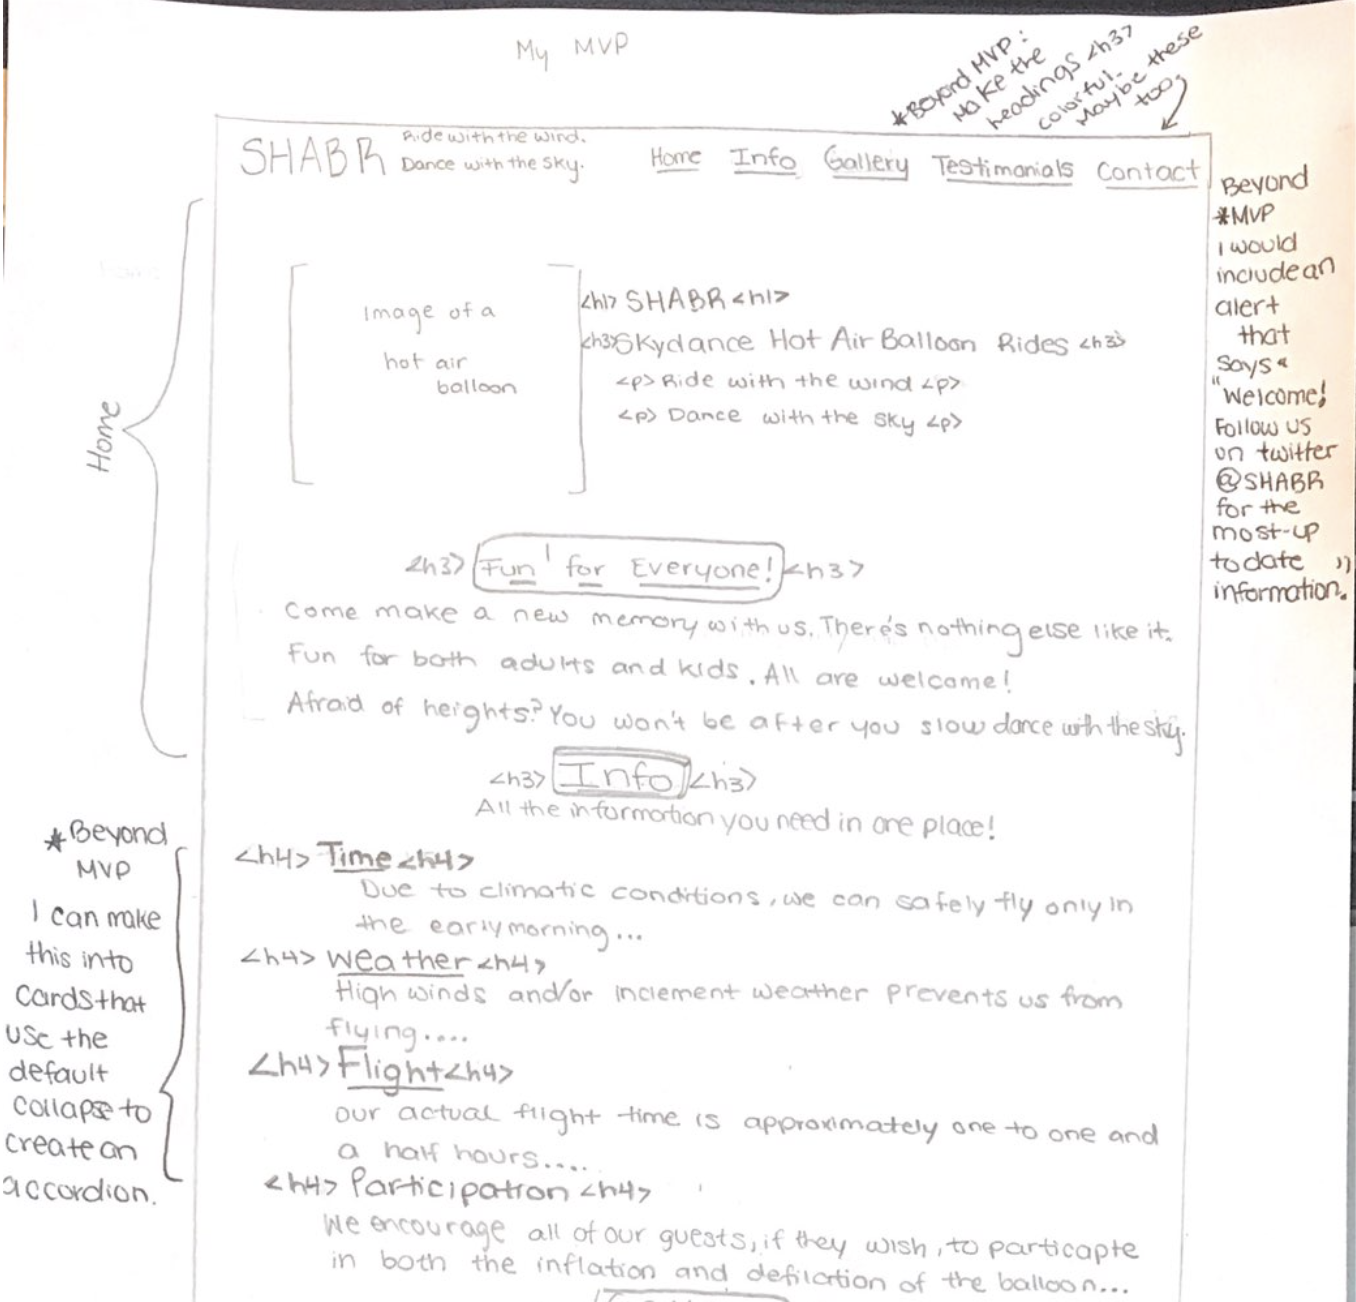 My MVP
*Beyond MVP:
Make the
headings <h3>
colorful.
Maybe these
too
SHABR
Ride with the wind.
Dance with the sky.
Home Info Gallery Testimonials Contact
Beyond
*MVP
I would
include an
alert
that
says "
"Welcome!
Follow us
on twitter
@SHABR
for the
most-up
to date "
information.
Home
Image of a
hot air
balloon
<h1> SHABR <h1>
<h3> Skydance Hot Air Balloon Rides <h3>
<p> Ride with the wind <p>
<p> Dance with the sky <p>
<h3> Fun for Everyone! <h3>
Come make a new memory with us. There's nothing else like it.
Fun for both adults and kids. All are welcome!
Afraid of heights? You won't be after you slow dance with the sky.
<h3> Info <h3>
All the information you need in one place!
*Beyond
MVP
I can make
this into
cards that
use the
default
collapse to
create an
accordion.
<h4> Time <h4>
Due to climatic conditions, we can safely fly only in
the early morning...
<h4> Weather <h4>
High winds and/or inclement weather prevents us from
flying....
<h4> Flight <h4>
Our actual flight time is approximately one to one and
a half hours....
<h4> Participation <h4>
We encourage all of our guests, if they wish, to particapte
in both the inflation and defilation of the balloon...